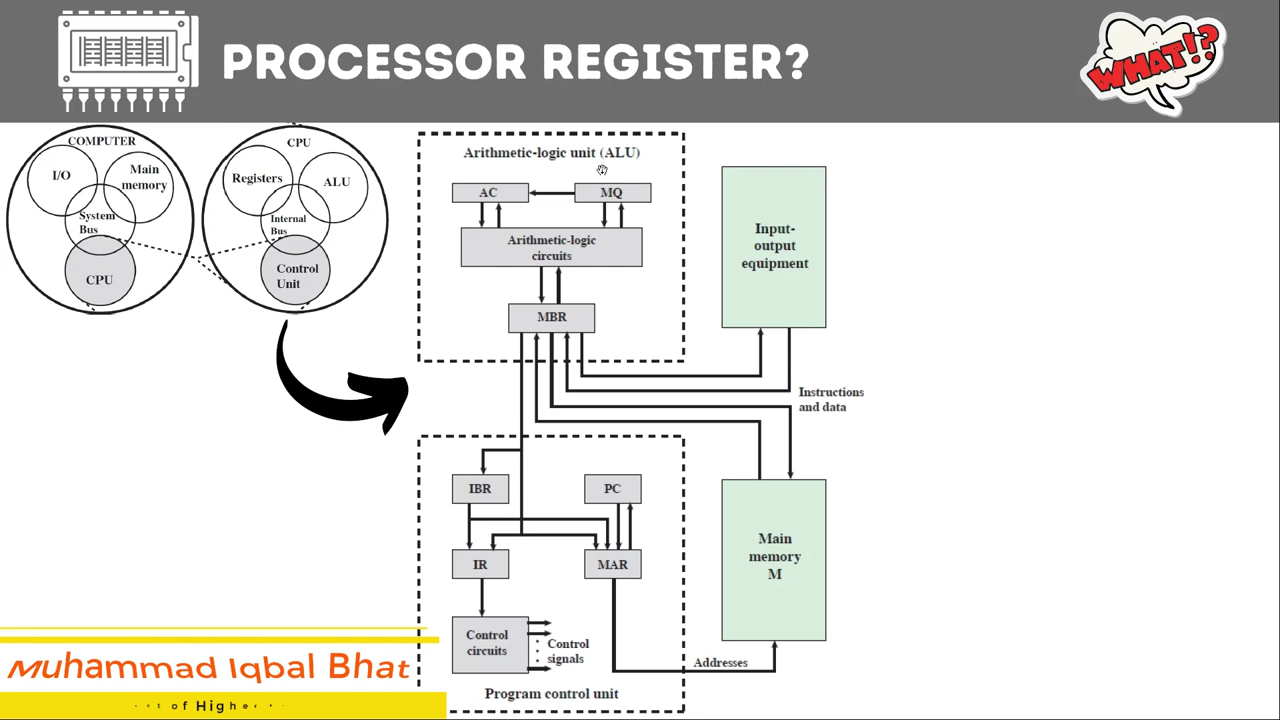 PROCESSOR REGISTER?
WHAT!?
COMPUTER
I/O
Main
memory
System
Bus
CPU
CPU
Registers
ALU
Internal
Bus
Control
Unit
Arithmetic-logic unit (ALU)
AC
MQ
Arithmetic-logic
circuits
MBR
Input-
output
equipment
Instructions
and data
IBR
PC
IR
MAR
Main
memory
M
Control
circuits
Control
signals
Addresses
Program control unit
Muhammad Iqbal Bhat
of Higher